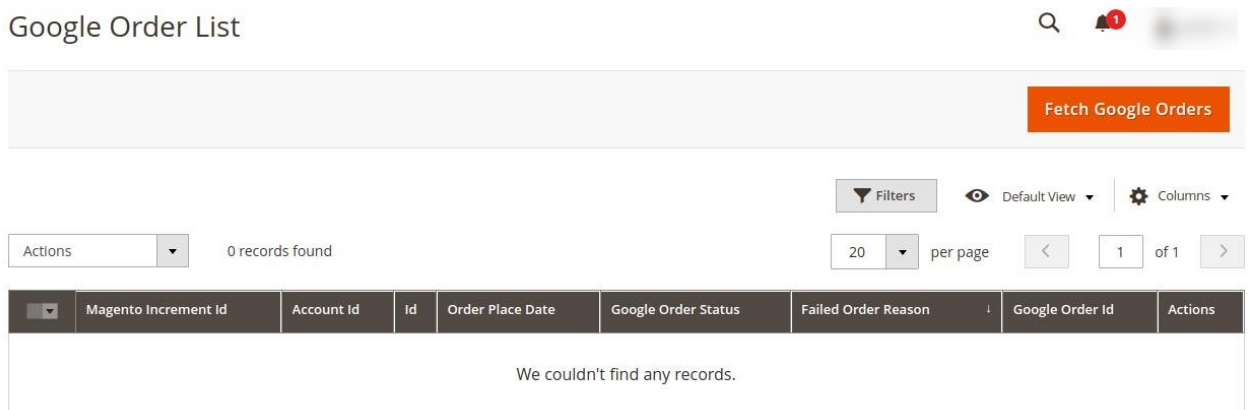 Google Order List
1
Fetch Google Orders
Filters Default View Columns
Actions 0 records found 20 per page 1 of 1
Magento Increment Id Account Id Id Order Place Date Google Order Status Failed Order Reason ↓ Google Order Id Actions
We couldn't find any records.